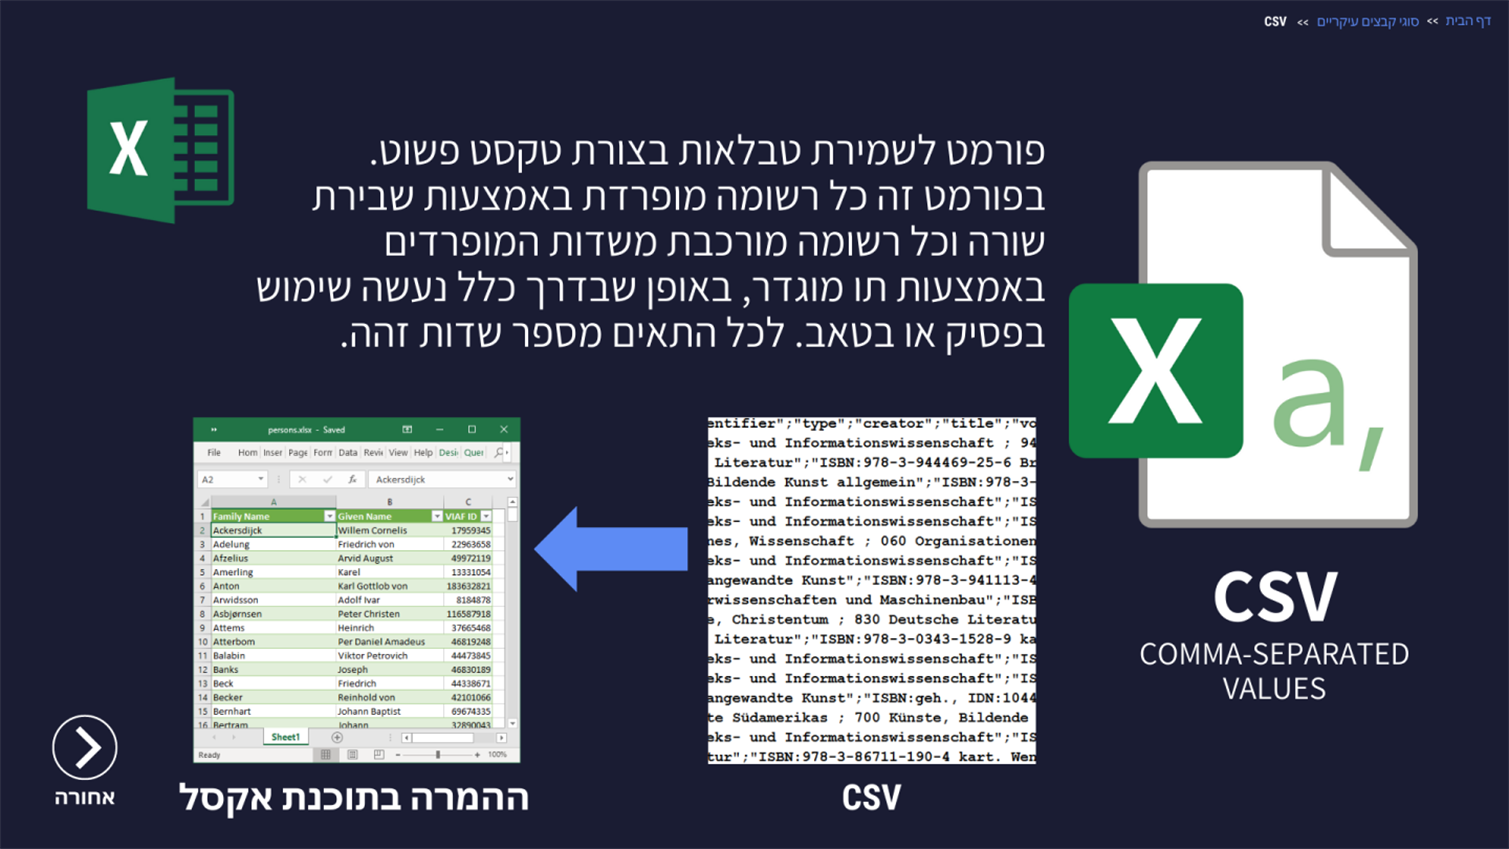 דף הבית >> סוגי קבצים עיקריים >> CSV
פורמט לשמירת טבלאות בצורת טקסט פשוט.
בפורמט זה כל רשומה מופרדת באמצעות שבירת
שורה וכל רשומה מורכבת משדות המופרדים
באמצעות תו מוגדר, באופן שבדרך כלל נעשה שימוש
בפסיק או בטאב. לכל התאים מספר שדות זהה.
X
X
a,
CSV
COMMA-SEPARATED
VALUES
entifier";"type";"creator";"title";"vo
eks- und Informationswissenschaft ; 94
Literatur";"ISBN:978-3-944469-25-6 Br
Bildende Kunst allgemein";"ISBN:978-3-
eks- und Informationswissenschaft";"IS
eks- und Informationswissenschaft";"IS
nes, Wissenschaft ; 060 Organisationen
eks- und Informationswissenschaft";"IS
angewandte Kunst";"ISBN:978-3-941113-4
rwissenschaften und Maschinenbau";"ISB
e, Christentum ; 830 Deutsche Literatu
Literatur";"ISBN:978-3-0343-1528-9 ka
eks- und Informationswissenschaft";"IS
eks- und Informationswissenschaft";"IS
angewandte Kunst";"ISBN:geh., IDN:1044
te Südamerikas ; 700 Künste, Bildende
eks- und Informationswissenschaft";"IS
tur";"ISBN:978-3-86711-190-4 kart. Wen
CSV
persons.xlsx - Saved
File Hom Inser Page Form Data Revie View Help Desi Quer
A2 fx Ackersdijck
A B C
1 Family Name Given Name VIAF ID
2 Ackersdijck Willem Cornelis 17959345
3 Adelung Friedrich von 22963658
4 Afzelius Arvid August 49972119
5 Amerling Karel 13331054
6 Anton Karl Gottlob von 183632821
7 Arwidsson Adolf Ivar 8184878
8 Asbjørnsen Peter Christen 116587918
9 Attems Heinrich 37665468
10 Atterbom Per Daniel Amadeus 46819248
11 Balabin Viktor Petrovich 44473845
12 Banks Joseph 46830189
13 Beck Friedrich 44338671
14 Becker Reinhold von 42101066
15 Bernhart Johann Baptist 69674335
16 Bertram Johann 32890043
Sheet1
Ready 100%
ההמרה בתוכנת אקסל
אחורה